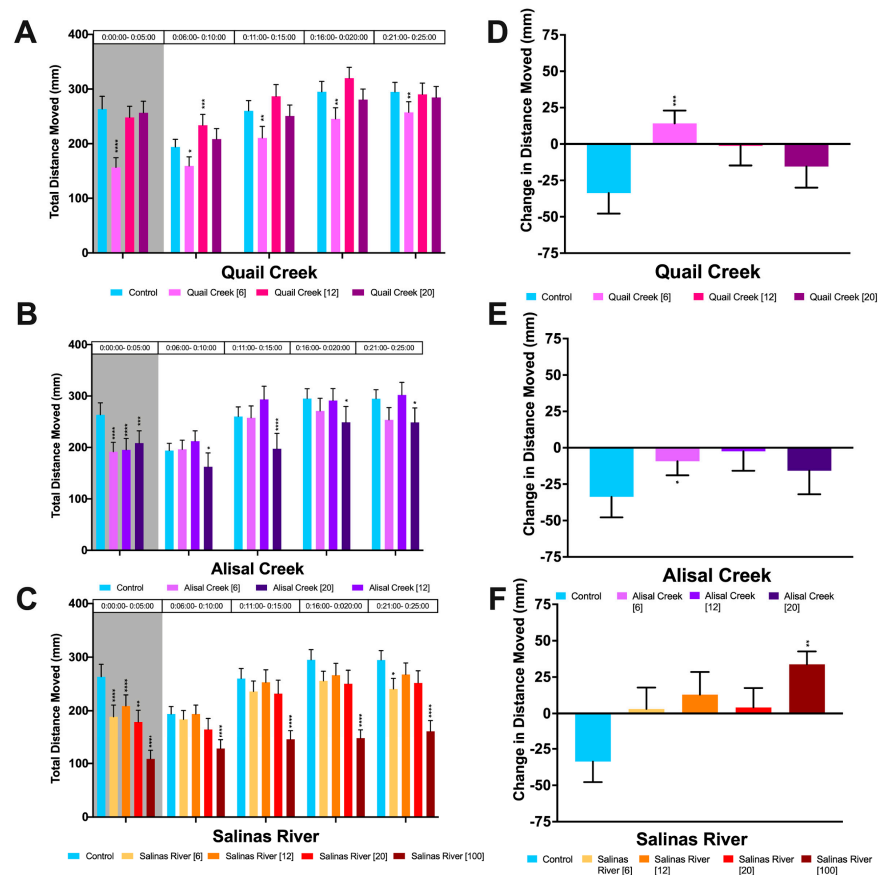 A
0:00:00- 0:05:00 0:06:00- 0:10:00 0:11:00- 0:15:00 0:16:00- 0:020:00 0:21:00- 0:25:00
Total Distance Moved (mm)
400
300
200
100
0
**** * *** ** ** **
Quail Creek
Control Quail Creek [6] Quail Creek [12] Quail Creek [20]
D
Change in Distance Moved (mm)
75
50
25
0
-25
-50
-75
***
Quail Creek
Control Quail Creek [6] Quail Creek [12] Quail Creek [20]
B
0:00:00- 0:05:00 0:06:00- 0:10:00 0:11:00- 0:15:00 0:16:00- 0:020:00 0:21:00- 0:25:00
Total Distance Moved (mm)
400
300
200
100
0
**** **** *** * **** * *
Alisal Creek
Control Alisal Creek [6] Alisal Creek [20] Alisal Creek [12]
E
Change in Distance Moved (mm)
75
50
25
0
-25
-50
-75
*
Alisal Creek
Control Alisal Creek Alisal Creek Alisal Creek
[6] [12] [20]
C
0:00:00- 0:05:00 0:06:00- 0:10:00 0:11:00- 0:15:00 0:16:00- 0:020:00 0:21:00- 0:25:00
Total Distance Moved (mm)
400
300
200
100
0
**** **** ** **** **** **** **** * ****
Salinas River
Control Salinas River [6] Salinas River [12] Salinas River [20] Salinas River [100]
F
Change in Distance Moved (mm)
75
50
25
0
-25
-50
-75
**
Salinas River
Control Salinas Salinas River Salinas River Salinas River
River [6] [12] [20] [100]